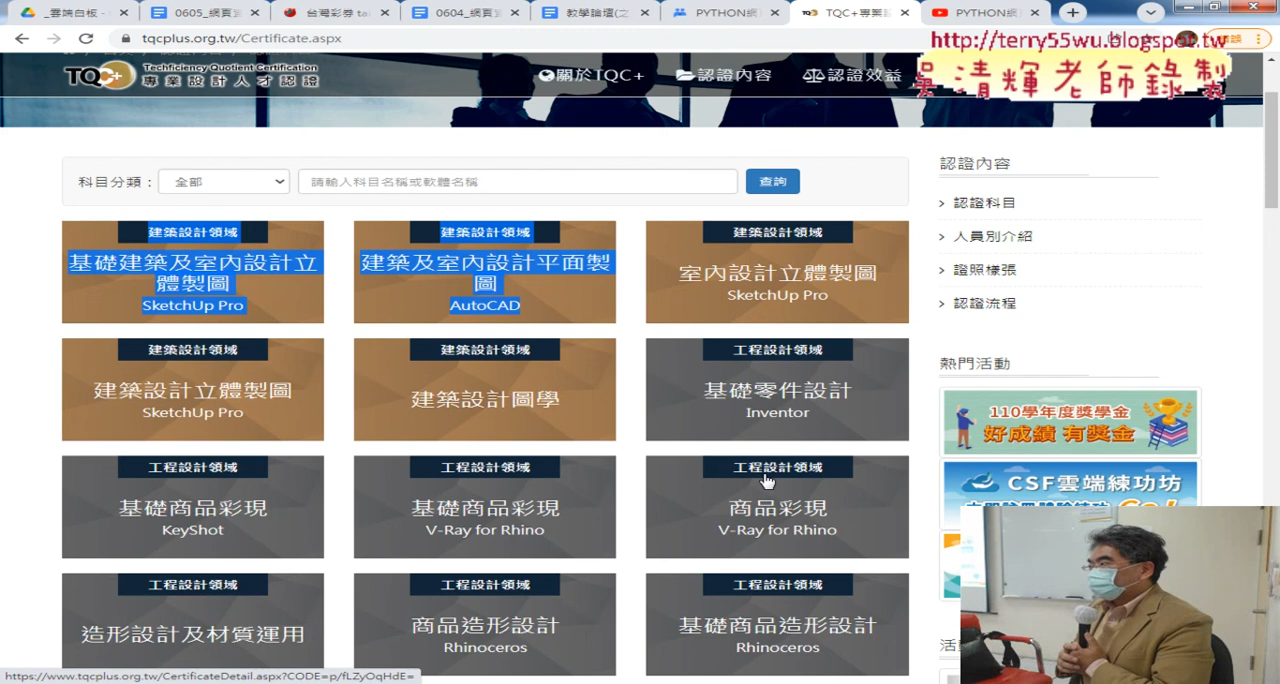 _雲端白板 -
0605_網頁
台灣彩券 tai
0604_網頁
教學論壇(之
PYTHON網
TQC+專業
PYTHON網
tqcplus.org.tw/Certificate.aspx
http://terry55wu.blogspot.tw
吳清輝老師錄製
TQC+
Techficiency Quotient Certification
專業設計人才認證
關於TQC+
認證內容
認證效益
科目分類：
全部
請輸入科目名稱或軟體名稱
查詢
建築設計領域
基礎建築及室內設計立
體製圖
SketchUp Pro
建築設計領域
建築及室內設計平面製
圖
AutoCAD
建築設計領域
室內設計立體製圖
SketchUp Pro
建築設計領域
建築設計立體製圖
SketchUp Pro
建築設計領域
建築設計圖學
工程設計領域
基礎零件設計
Inventor
工程設計領域
基礎商品彩現
KeyShot
工程設計領域
基礎商品彩現
V-Ray for Rhino
工程設計領域
商品彩現
V-Ray for Rhino
工程設計領域
造形設計及材質運用
工程設計領域
商品造形設計
Rhinoceros
工程設計領域
基礎商品造形設計
Rhinoceros
認證內容
> 認證科目
> 人員別介紹
> 證照樣張
> 認證流程
熱門活動
110學年度獎學金
好成績 有獎金
CSF雲端練功坊
https://www.tqcplus.org.tw/CertificateDetail.aspx?CODE=p/fLZyOqHdE=